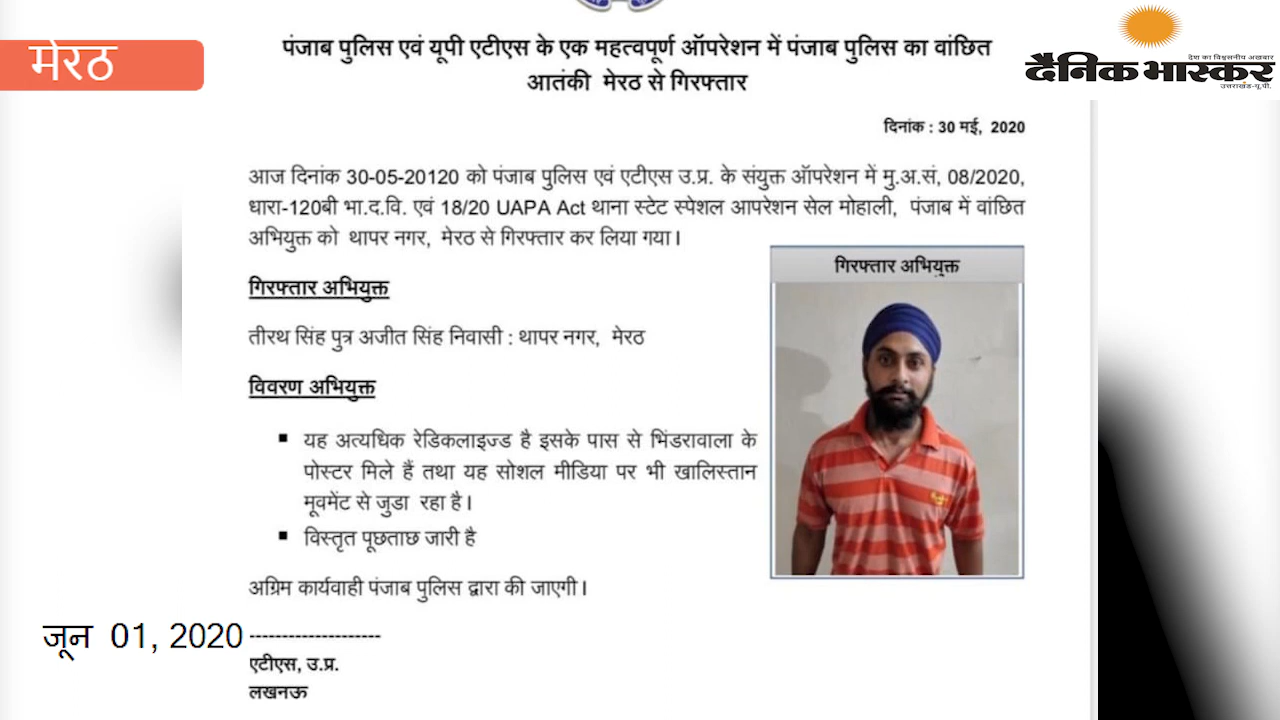 मेरठ
देश का विश्वसनीय अखबार
दैनिक भास्कर
उत्तराखंड-यू.पी.
पंजाब पुलिस एवं यूपी एटीएस के एक महत्वपूर्ण ऑपरेशन में पंजाब पुलिस का वांछित
आतंकी मेरठ से गिरफ्तार
दिनांक : 30 मई, 2020
आज दिनांक 30-05-20120 को पंजाब पुलिस एवं एटीएस उ.प्र. के संयुक्त ऑपरेशन में मु.अ.सं, 08/2020,
धारा-120बी भा.द.वि. एवं 18/20 UAPA Act थाना स्टेट स्पेशल आपरेशन सेल मोहाली, पंजाब में वांछित
अभियुक्त को थापर नगर, मेरठ से गिरफ्तार कर लिया गया।
गिरफ्तार अभियुक्त
गिरफ्तार अभियुक्त
तीरथ सिंह पुत्र अजीत सिंह निवासी : थापर नगर, मेरठ
विवरण अभियुक्त
▪ यह अत्यधिक रेडिकलाइज्ड है इसके पास से भिंडरावाला के
पोस्टर मिले हैं तथा यह सोशल मीडिया पर भी खालिस्तान
मूवमेंट से जुडा रहा है।
▪ विस्तृत पूछताछ जारी है
अग्रिम कार्यवाही पंजाब पुलिस द्वारा की जाएगी।
जून 01, 2020
--------------------
एटीएस, उ.प्र.
लखनऊ